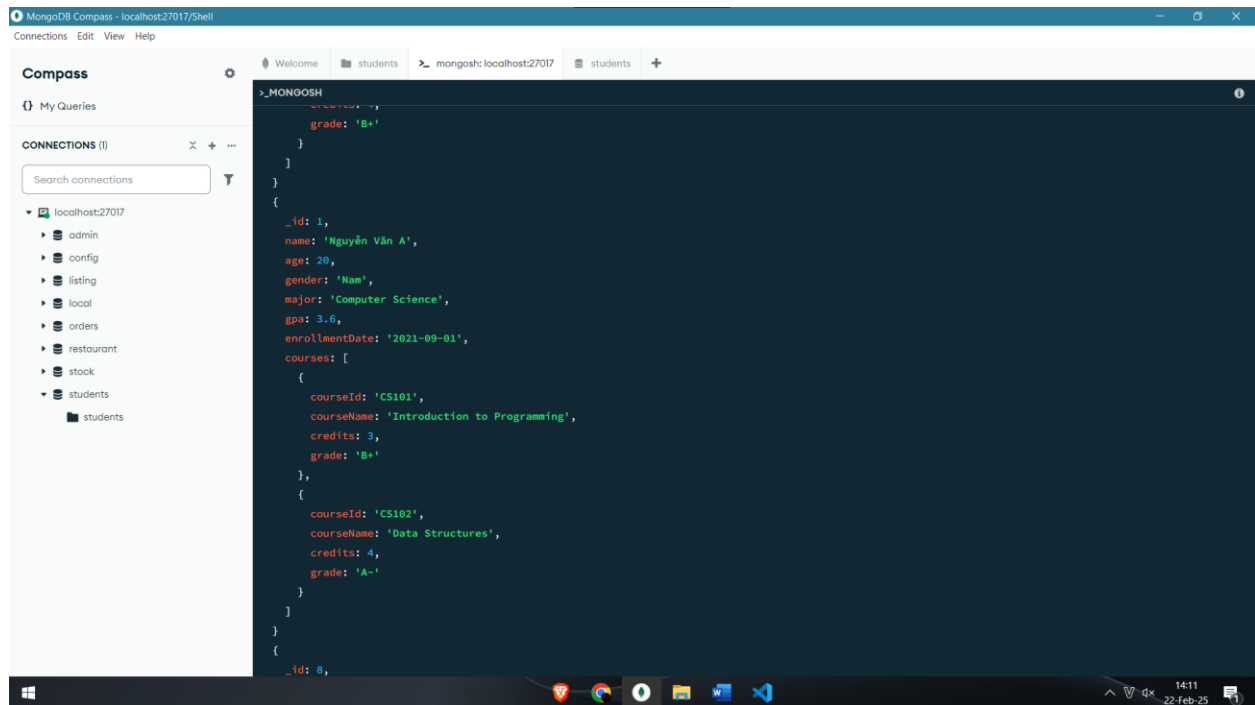 MongoDB Compass - localhost:27017/Shell
Connections Edit View Help
Compass
{} My Queries
CONNECTIONS (1)
Search connections
localhost:27017
admin
config
listing
local
orders
restaurant
stock
students
students
Welcome students >_ mongosh: localhost:27017 students +
>_MONGOSH
grade: 'B+'
}
]
}
{
_id: 1,
name: 'Nguyễn Văn A',
age: 20,
gender: 'Nam',
major: 'Computer Science',
gpa: 3.6,
enrollmentDate: '2021-09-01',
courses: [
{
courseId: 'CS101',
courseName: 'Introduction to Programming',
credits: 3,
grade: 'B+'
},
{
courseId: 'CS102',
courseName: 'Data Structures',
credits: 4,
grade: 'A-'
}
]
}
{
_id: 8,
14:11
22-Feb-25